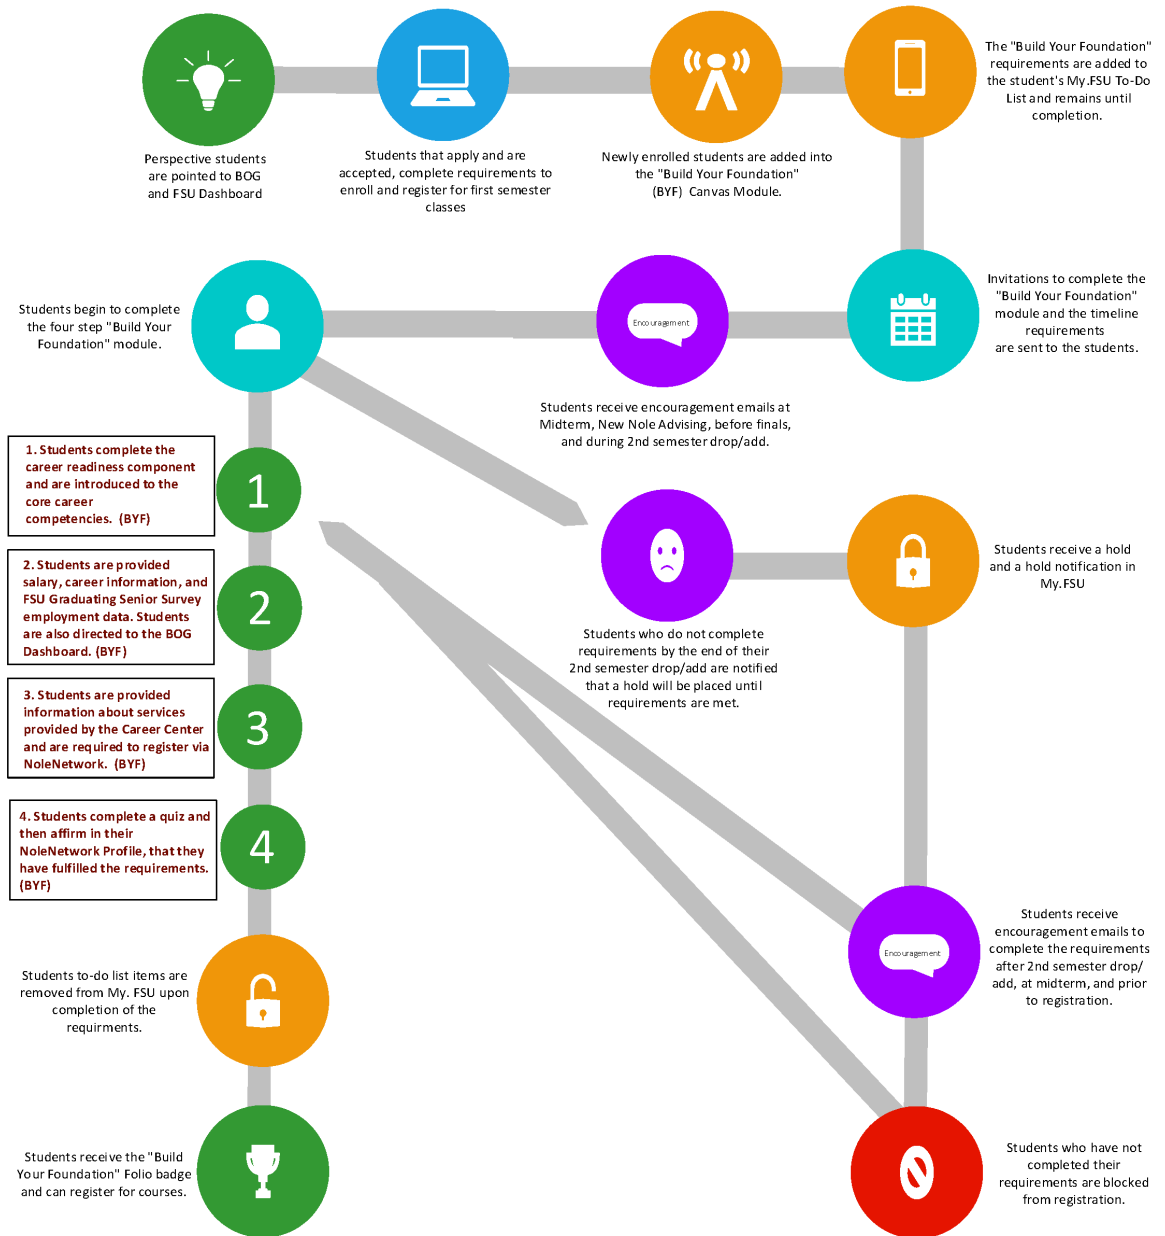 Perspective students
are pointed to BOG
and FSU Dashboard
Students that apply and are
accepted, complete requirements to
enroll and register for first semester
classes
Newly enrolled students are added into
the "Build Your Foundation"
(BYF)  Canvas Module.
The "Build Your Foundation"
requirements are added to
the student's My.FSU To-Do
List and remains until
completion.
Students begin to complete
the four step "Build Your
Foundation" module.
Encouragement
Students receive encouragement emails at
Midterm, New Nole Advising, before finals,
and during 2nd semester drop/add.
Invitations to complete the
"Build Your Foundation"
module and the timeline
requirements
are sent to the students.
1. Students complete the
career readiness component
and are introduced to the
core career
competencies.  (BYF)
1
2. Students are provided
salary, career information, and
FSU Graduating Senior Survey
employment data. Students
are also directed to the BOG
Dashboard. (BYF)
2
3. Students are provided
information about services
provided by the Career Center
and are required to register via
NoleNetwork.  (BYF)
3
4. Students complete a quiz and
then affirm in their
NoleNetwork Profile, that they
have fulfilled the requirements.
(BYF)
4
Students who do not complete
requirements by the end of their
2nd semester drop/add are notified
that a hold will be placed until
requirements are met.
Students receive a hold
and a hold notification in
My.FSU
Encouragement
Students receive
encouragement emails to
complete the requirements
after 2nd semester drop/
add, at midterm, and prior
to registration.
Students to-do list items are
removed from My. FSU upon
completion of the
requirments.
Students receive the "Build
Your Foundation" Folio badge
and can register for courses.
Students who have not
completed their
requirements are blocked
from registration.